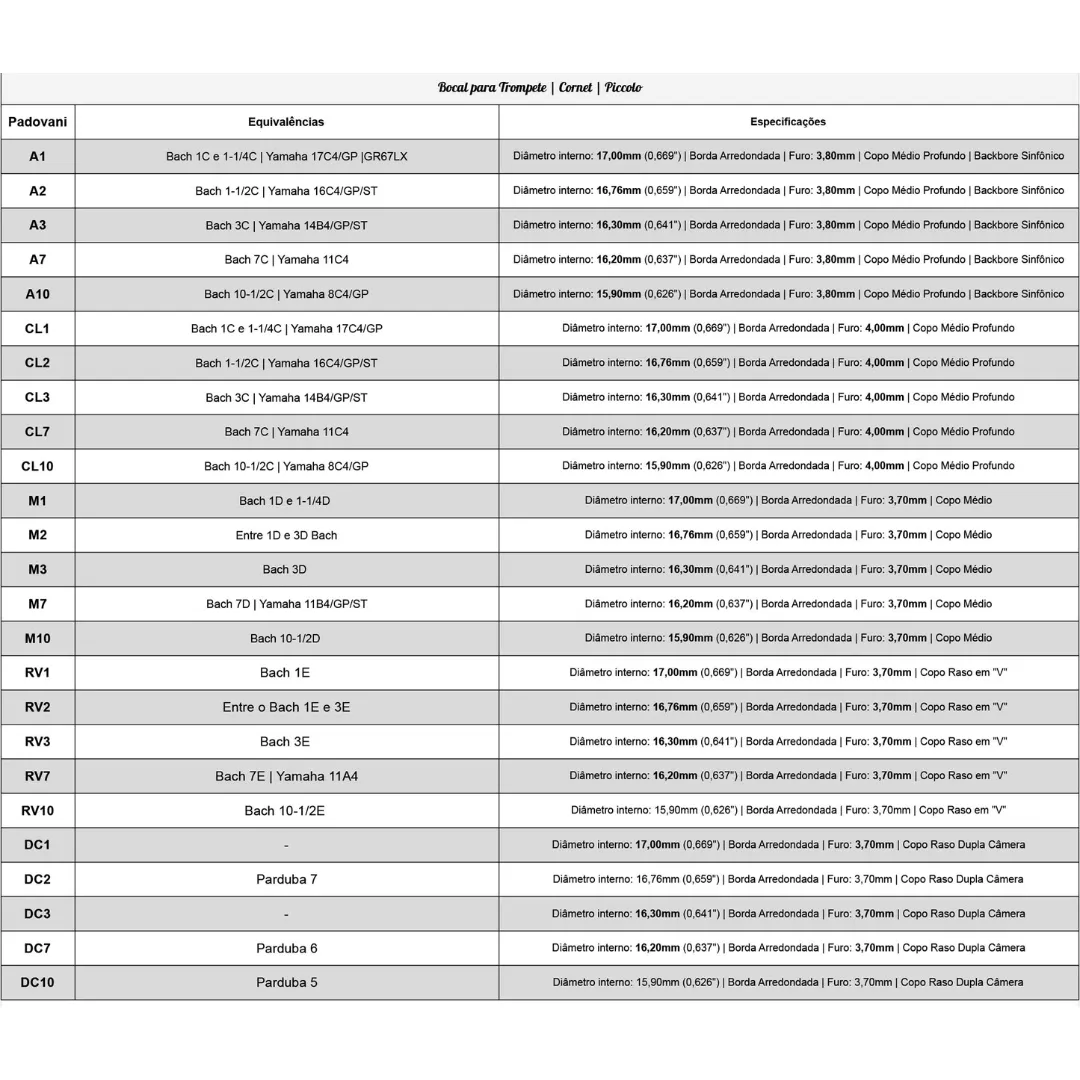 Bocal para Trompete | Cornet | Piccolo
Padovani Equivalências Especificações
A1 Bach 1C e 1-1/4C | Yamaha 17C4/GP |GR67LX Diâmetro interno: 17,00mm (0,669") | Borda Arredondada | Furo: 3,80mm | Copo Médio Profundo | Backbore Sinfônico
A2 Bach 1-1/2C | Yamaha 16C4/GP/ST Diâmetro interno: 16,76mm (0,659") | Borda Arredondada | Furo: 3,80mm | Copo Médio Profundo | Backbore Sinfônico
A3 Bach 3C | Yamaha 14B4/GP/ST Diâmetro interno: 16,30mm (0,641") | Borda Arredondada | Furo: 3,80mm | Copo Médio Profundo | Backbore Sinfônico
A7 Bach 7C | Yamaha 11C4 Diâmetro interno: 16,20mm (0,637") | Borda Arredondada | Furo: 3,80mm | Copo Médio Profundo | Backbore Sinfônico
A10 Bach 10-1/2C | Yamaha 8C4/GP Diâmetro interno: 15,90mm (0,626") | Borda Arredondada | Furo: 3,80mm | Copo Médio Profundo | Backbore Sinfônico
CL1 Bach 1C e 1-1/4C | Yamaha 17C4/GP Diâmetro interno: 17,00mm (0,669") | Borda Arredondada | Furo: 4,00mm | Copo Médio Profundo
CL2 Bach 1-1/2C | Yamaha 16C4/GP/ST Diâmetro interno: 16,76mm (0,659") | Borda Arredondada | Furo: 4,00mm | Copo Médio Profundo
CL3 Bach 3C | Yamaha 14B4/GP/ST Diâmetro interno: 16,30mm (0,641") | Borda Arredondada | Furo: 4,00mm | Copo Médio Profundo
CL7 Bach 7C | Yamaha 11C4 Diâmetro interno: 16,20mm (0,637") | Borda Arredondada | Furo: 4,00mm | Copo Médio Profundo
CL10 Bach 10-1/2C | Yamaha 8C4/GP Diâmetro interno: 15,90mm (0,626") | Borda Arredondada | Furo: 4,00mm | Copo Médio Profundo
M1 Bach 1D e 1-1/4D Diâmetro interno: 17,00mm (0,669") | Borda Arredondada | Furo: 3,70mm | Copo Médio
M2 Entre 1D e 3D Bach Diâmetro interno: 16,76mm (0,659") | Borda Arredondada | Furo: 3,70mm | Copo Médio
M3 Bach 3D Diâmetro interno: 16,30mm (0,641") | Borda Arredondada | Furo: 3,70mm | Copo Médio
M7 Bach 7D | Yamaha 11B4/GP/ST Diâmetro interno: 16,20mm (0,637") | Borda Arredondada | Furo: 3,70mm | Copo Médio
M10 Bach 10-1/2D Diâmetro interno: 15,90mm (0,626") | Borda Arredondada | Furo: 3,70mm | Copo Médio
RV1 Bach 1E Diâmetro interno: 17,00mm (0,669") | Borda Arredondada | Furo: 3,70mm | Copo Raso em "V"
RV2 Entre o Bach 1E e 3E Diâmetro interno: 16,76mm (0,659") | Borda Arredondada | Furo: 3,70mm | Copo Raso em "V"
RV3 Bach 3E Diâmetro interno: 16,30mm (0,641") | Borda Arredondada | Furo: 3,70mm | Copo Raso em "V"
RV7 Bach 7E | Yamaha 11A4 Diâmetro interno: 16,20mm (0,637") | Borda Arredondada | Furo: 3,70mm | Copo Raso em "V"
RV10 Bach 10-1/2E Diâmetro interno: 15,90mm (0,626") | Borda Arredondada | Furo: 3,70mm | Copo Raso em "V"
DC1 - Diâmetro interno: 17,00mm (0,669") | Borda Arredondada | Furo: 3,70mm | Copo Raso Dupla Câmera
DC2 Parduba 7 Diâmetro interno: 16,76mm (0,659") | Borda Arredondada | Furo: 3,70mm | Copo Raso Dupla Câmera
DC3 - Diâmetro interno: 16,30mm (0,641") | Borda Arredondada | Furo: 3,70mm | Copo Raso Dupla Câmera
DC7 Parduba 6 Diâmetro interno: 16,20mm (0,637") | Borda Arredondada | Furo: 3,70mm | Copo Raso Dupla Câmera
DC10 Parduba 5 Diâmetro interno: 15,90mm (0,626") | Borda Arredondada | Furo: 3,70mm | Copo Raso Dupla Câmera